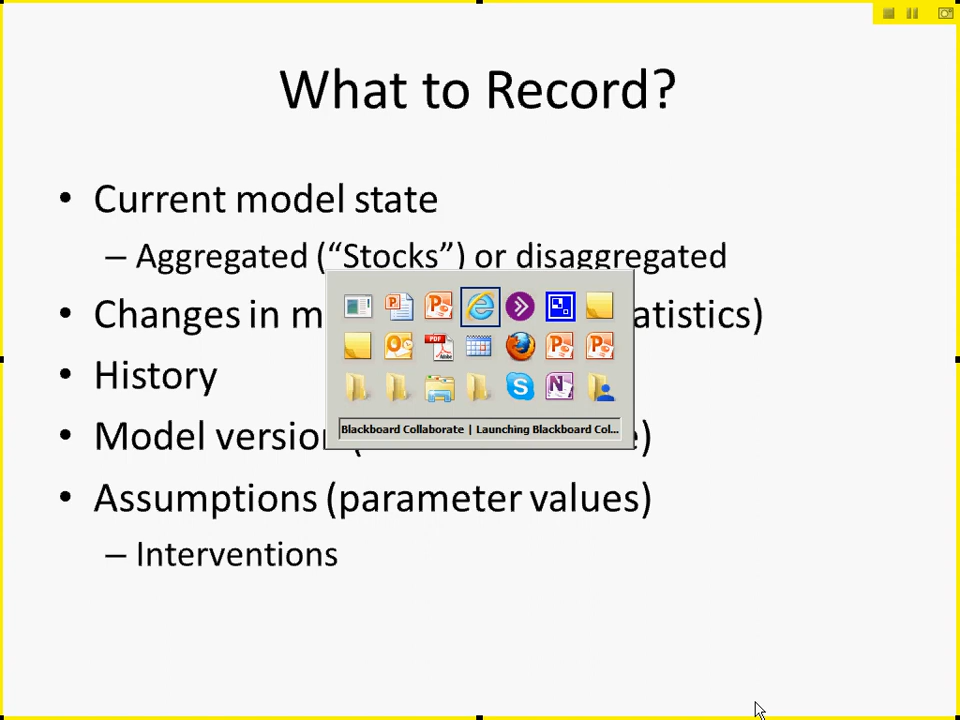 What to Record?
• Current model state
– Aggregated (“Stocks”) or disaggregated
• Changes in m atistics)
• History
• Model version ( e)
• Assumptions (parameter values)
– Interventions
Blackboard Collaborate | Launching Blackboard Col...